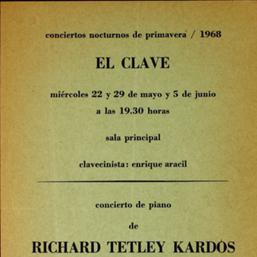 conciertos nocturnos de primavera / 1968
EL CLAVE
miércoles 22 y 29 de mayo y 5 de junio
a las 19.30 horas
sala principal
clavecinista: enrique aracil
concierto de piano
de
RICHARD TETLEY KARDOS